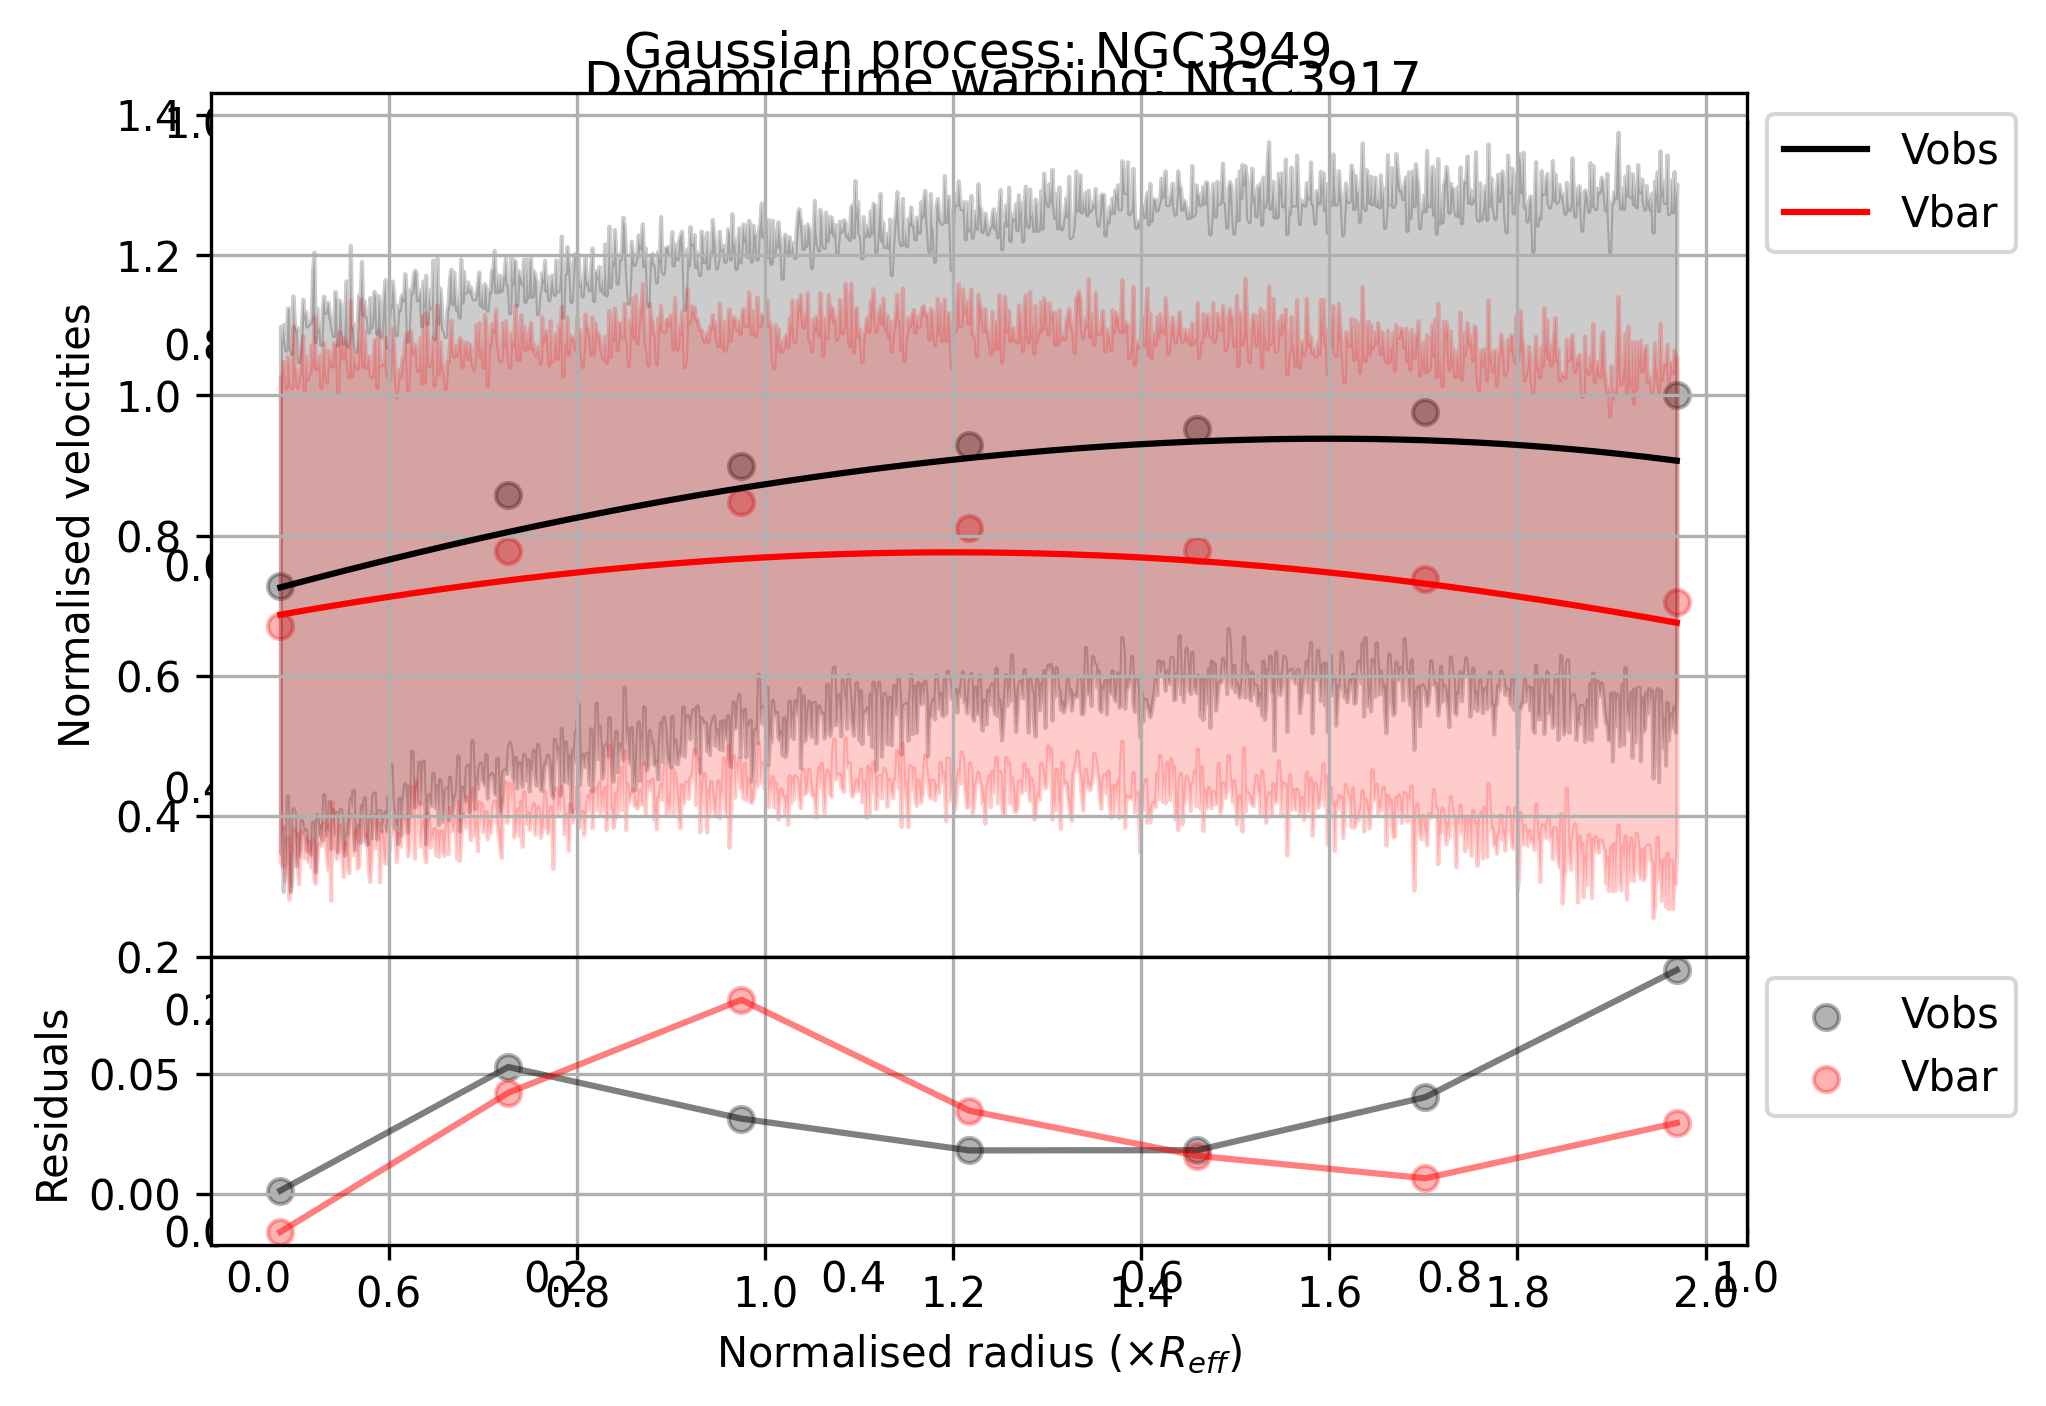 Gaussian process: NGC3949
Dynamic time warping: NGC3917
1.4
1.2
1.0
0.8
0.6
0.4
0.2
Normalised velocities
Vobs
Vbar
0.05
0.00
Residuals
Vobs
Vbar
0.0 0.2 0.4 0.6 0.8 1.0
0.6 0.8 1.0 1.2 1.4 1.6 1.8 2.0
Normalised radius (×R_eff)